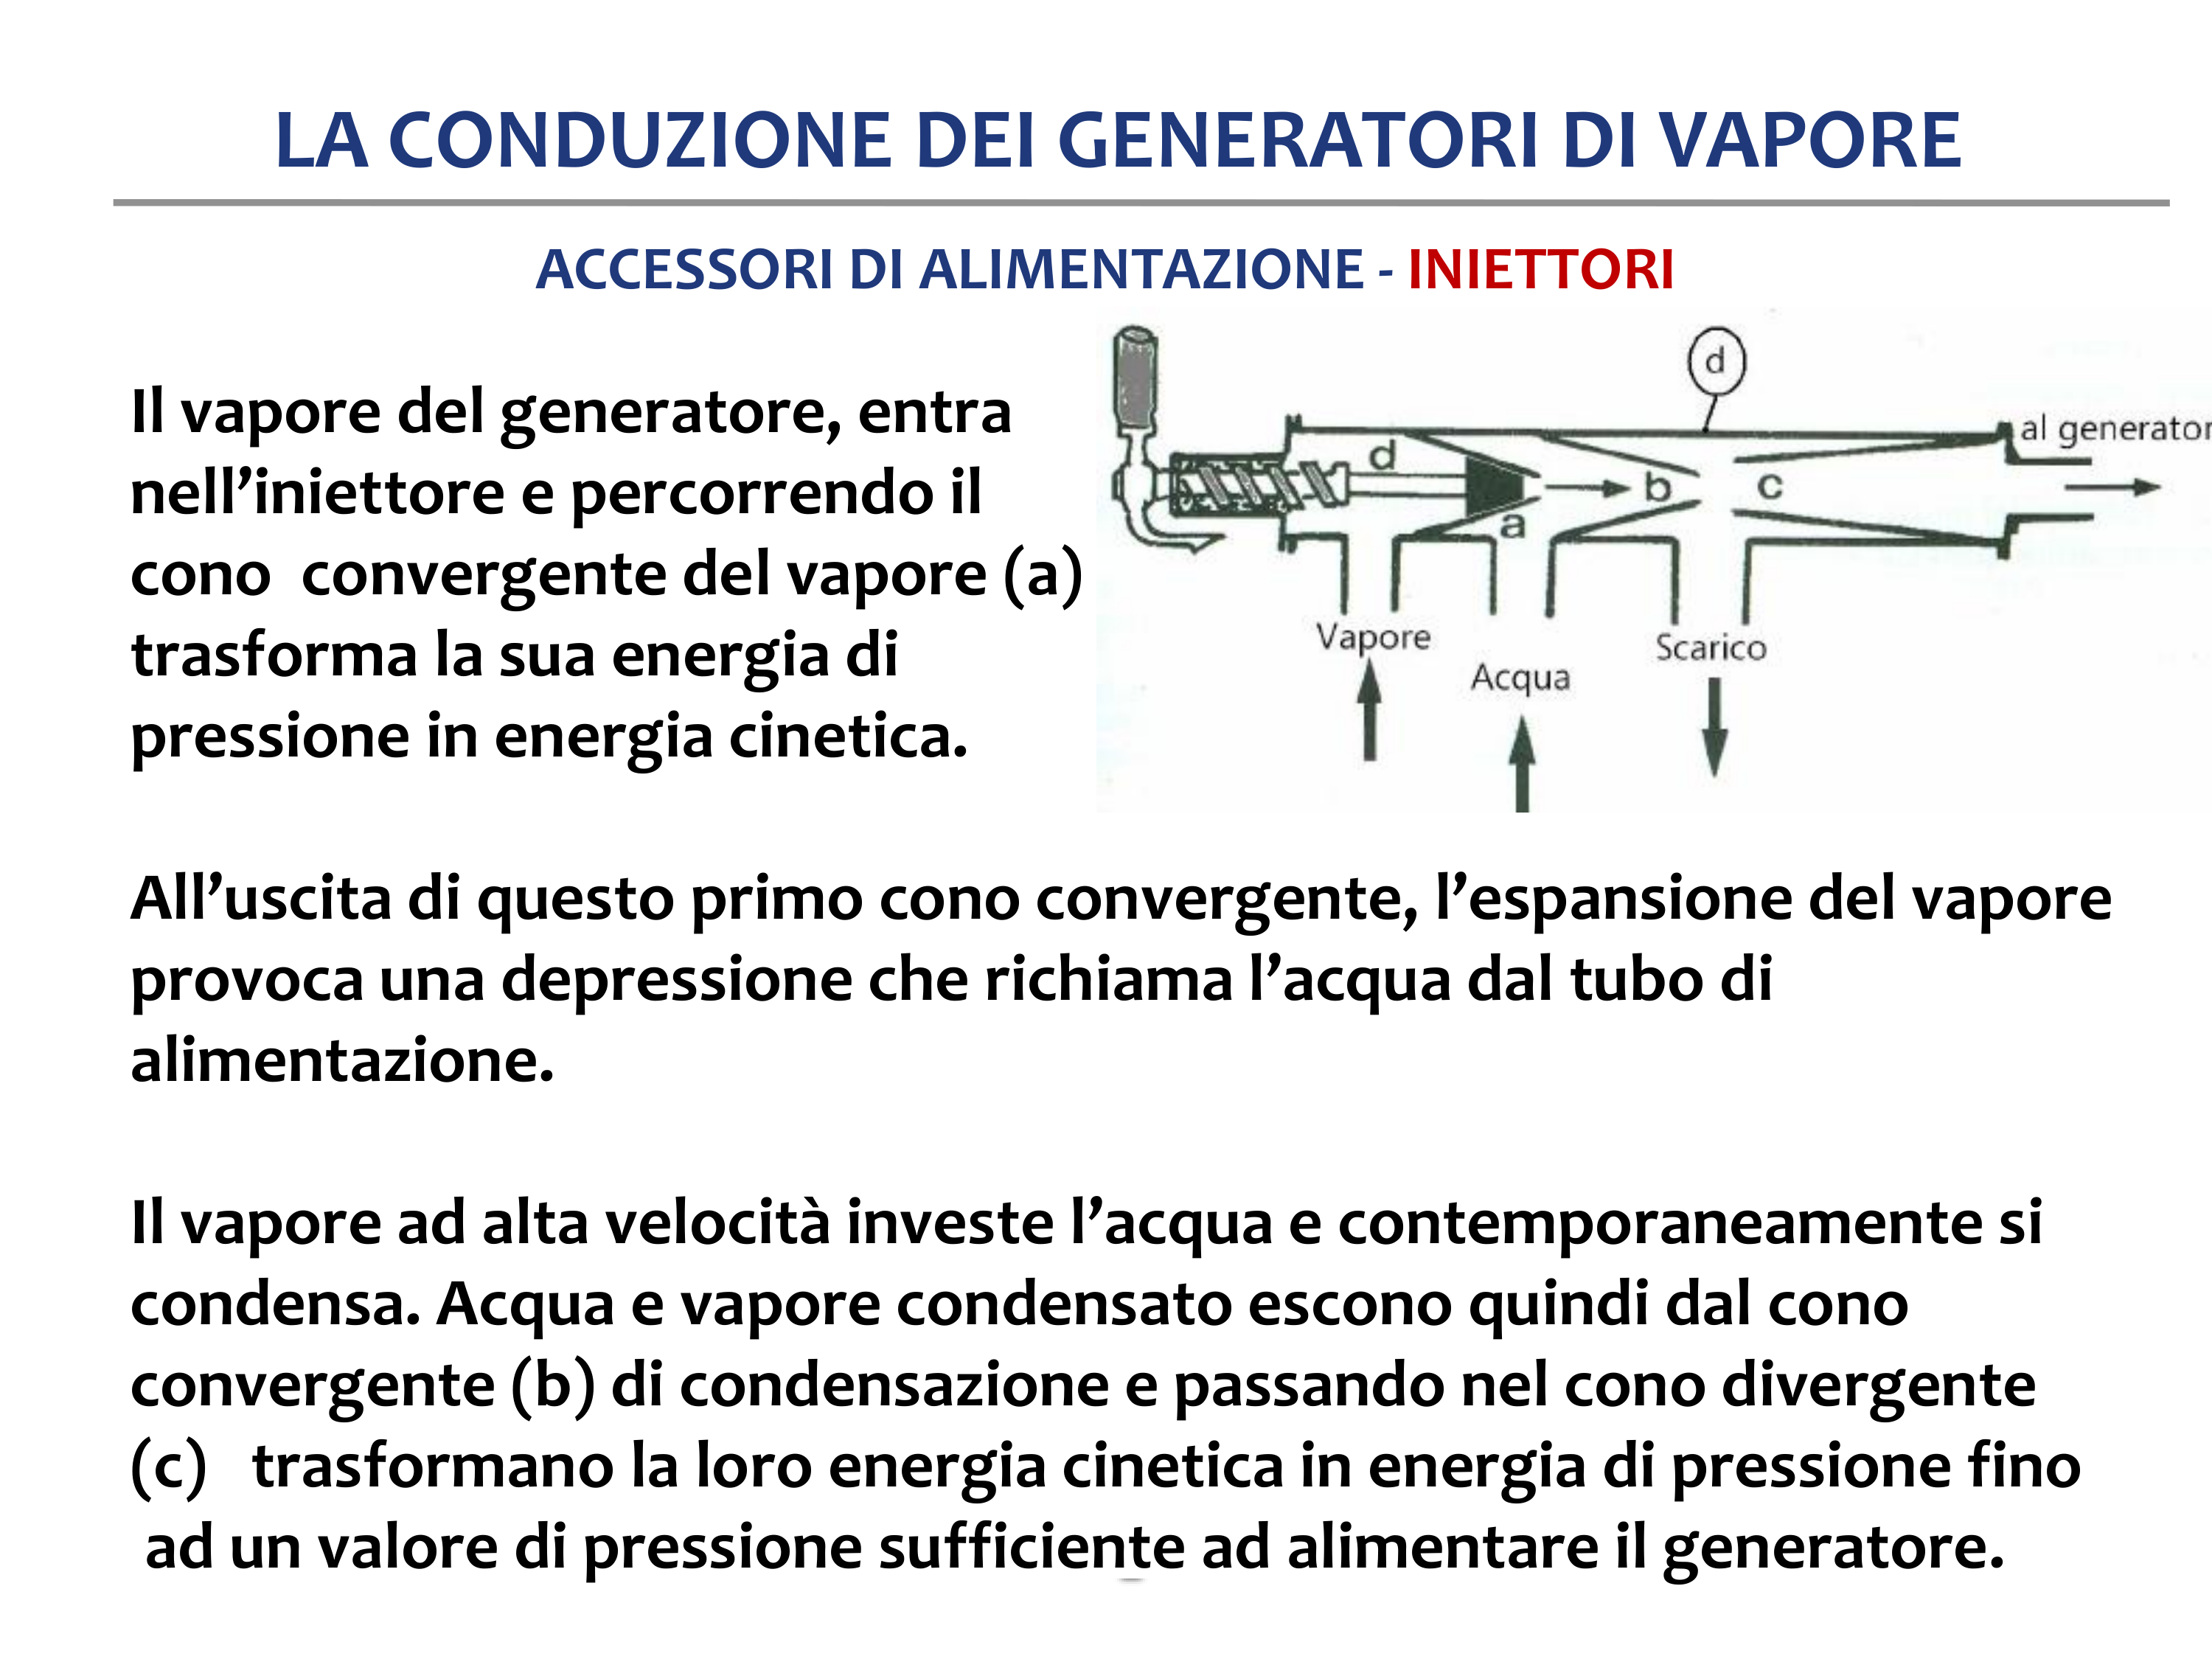 LA CONDUZIONE DEI GENERATORI DI VAPORE
ACCESSORI DI ALIMENTAZIONE - INIETTORI
Il vapore del generatore, entra
nell’iniettore e percorrendo il
cono convergente del vapore (a)
trasforma la sua energia di
pressione in energia cinetica.
d
al generator
d
b
c
a
Vapore
Scarico
Acqua
All’uscita di questo primo cono convergente, l’espansione del vapore
provoca una depressione che richiama l’acqua dal tubo di
alimentazione.
Il vapore ad alta velocità investe l’acqua e contemporaneamente si
condensa. Acqua e vapore condensato escono quindi dal cono
convergente (b) di condensazione e passando nel cono divergente
(c) trasformano la loro energia cinetica in energia di pressione fino
ad un valore di pressione sufficiente ad alimentare il generatore.